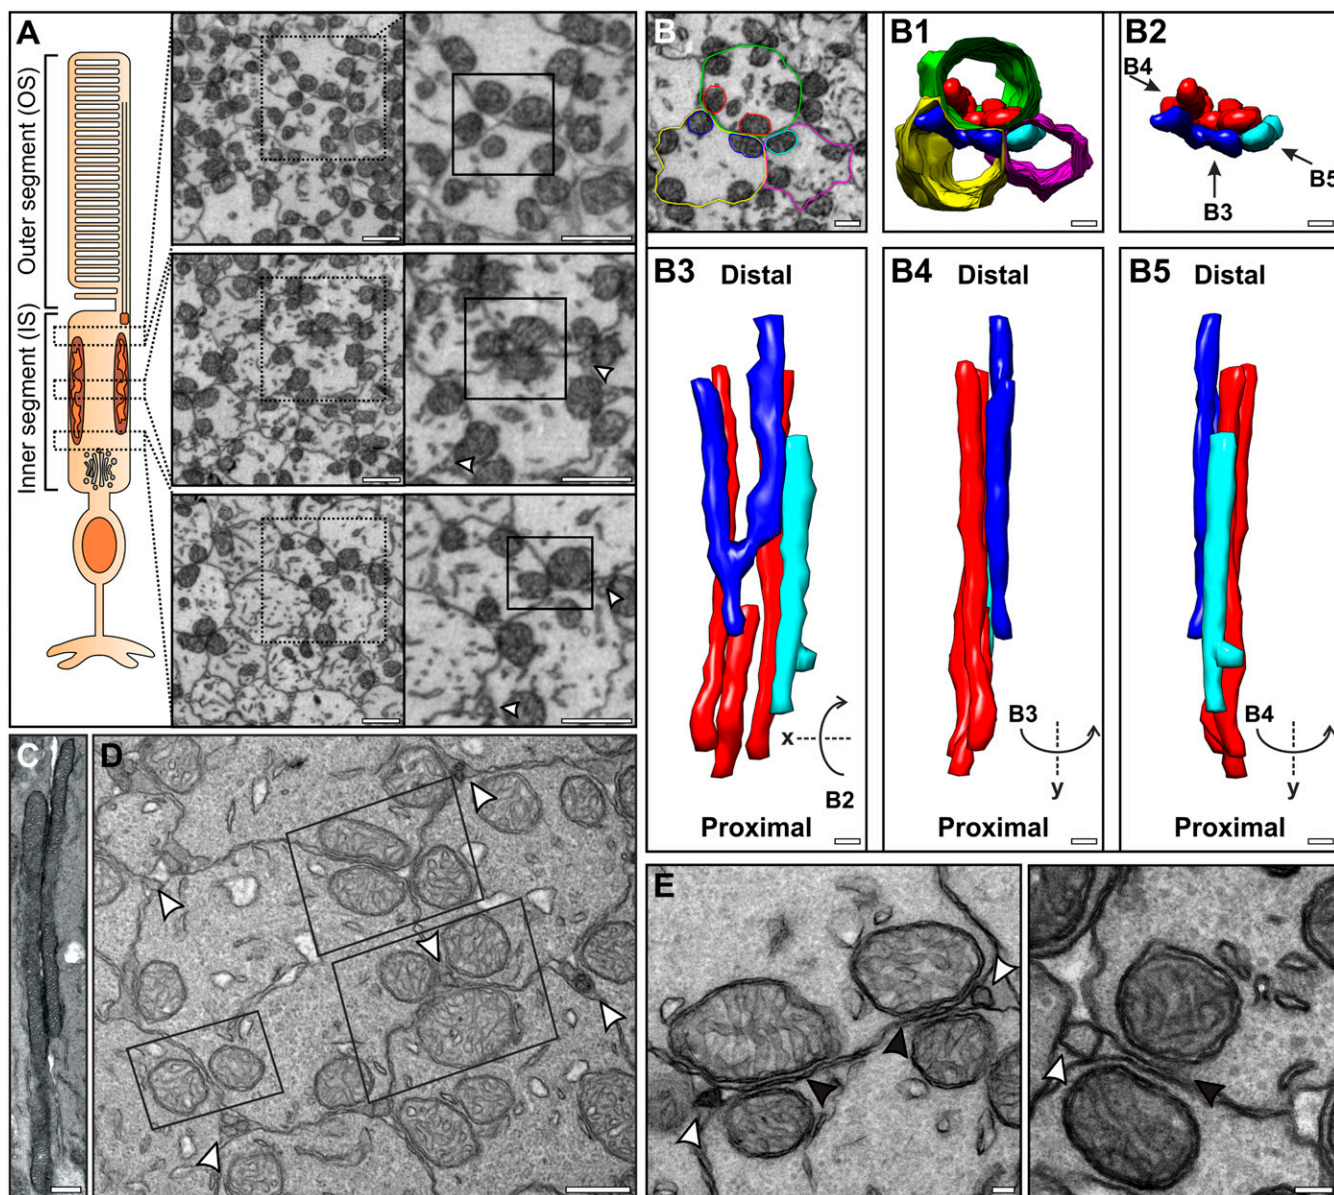 A
Outer segment (OS)
Inner segment (IS)
B
B1
B2
B4
B5
B3
B3
Distal
x
B2
Proximal
B4
Distal
B3
y
Proximal
B5
Distal
B4
y
Proximal
C
D
E